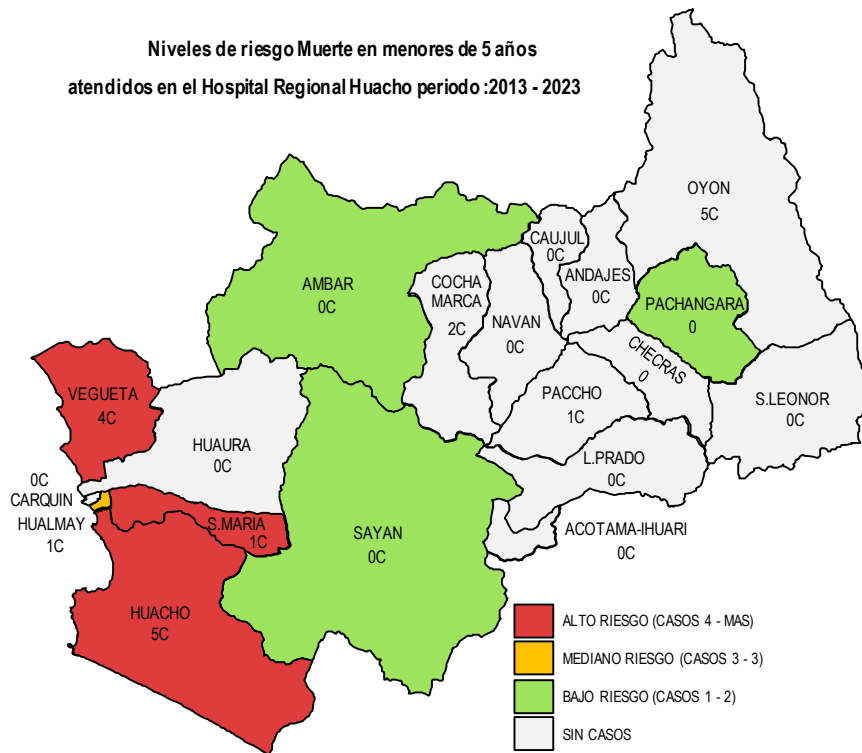 Niveles de riesgo Muerte en menores de 5 años
atendidos en el Hospital Regional Huacho periodo :2013 - 2023
OYON
5C
CAUJUL
0C
ANDAJES
0C
AMBAR
0C
COCHA
MARCA
2C
NAVAN
0C
PACHANGARA
0
CHECRAS
0
VEGUETA
4C
PACCHO
1C
S.LEONOR
0C
HUAURA
0C
L.PRADO
0C
0C
CARQUIN
HUALMAY
1C
S.MARIA
1C
SAYAN
0C
ACOTAMA-IHUARI
0C
HUACHO
5C
ALTO RIESGO (CASOS 4 - MAS)
MEDIANO RIESGO (CASOS 3 - 3)
BAJO RIESGO (CASOS 1 - 2)
SIN CASOS